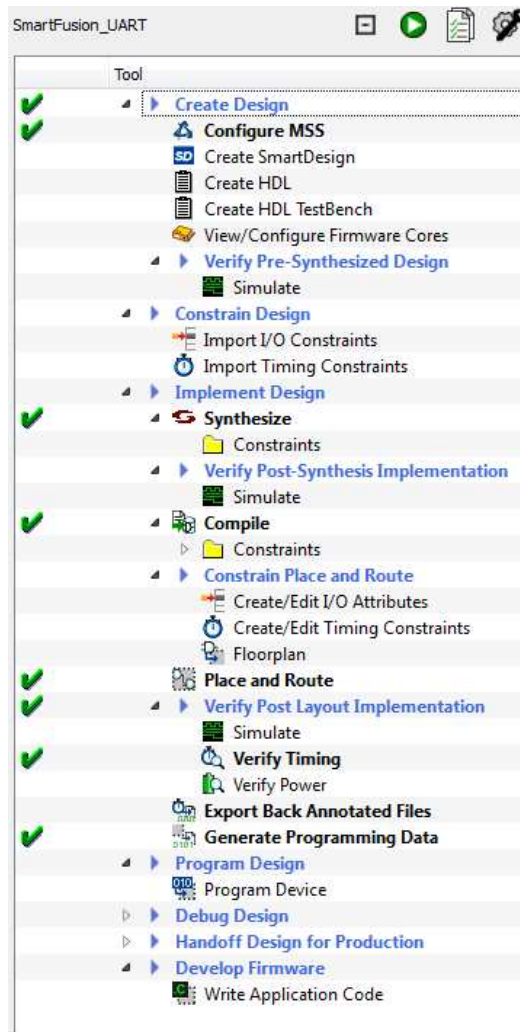 SmartFusion_UART
Tool
Create Design
Configure MSS
SD Create SmartDesign
Create HDL
Create HDL TestBench
View/Configure Firmware Cores
Verify Pre-Synthesized Design
Simulate
Constrain Design
Import I/O Constraints
Import Timing Constraints
Implement Design
Synthesize
Constraints
Verify Post-Synthesis Implementation
Simulate
Compile
Constraints
Constrain Place and Route
Create/Edit I/O Attributes
Create/Edit Timing Constraints
Floorplan
Place and Route
Verify Post Layout Implementation
Simulate
Verify Timing
Verify Power
Export Back Annotated Files
Generate Programming Data
Program Design
Program Device
Debug Design
Handoff Design for Production
Develop Firmware
Write Application Code